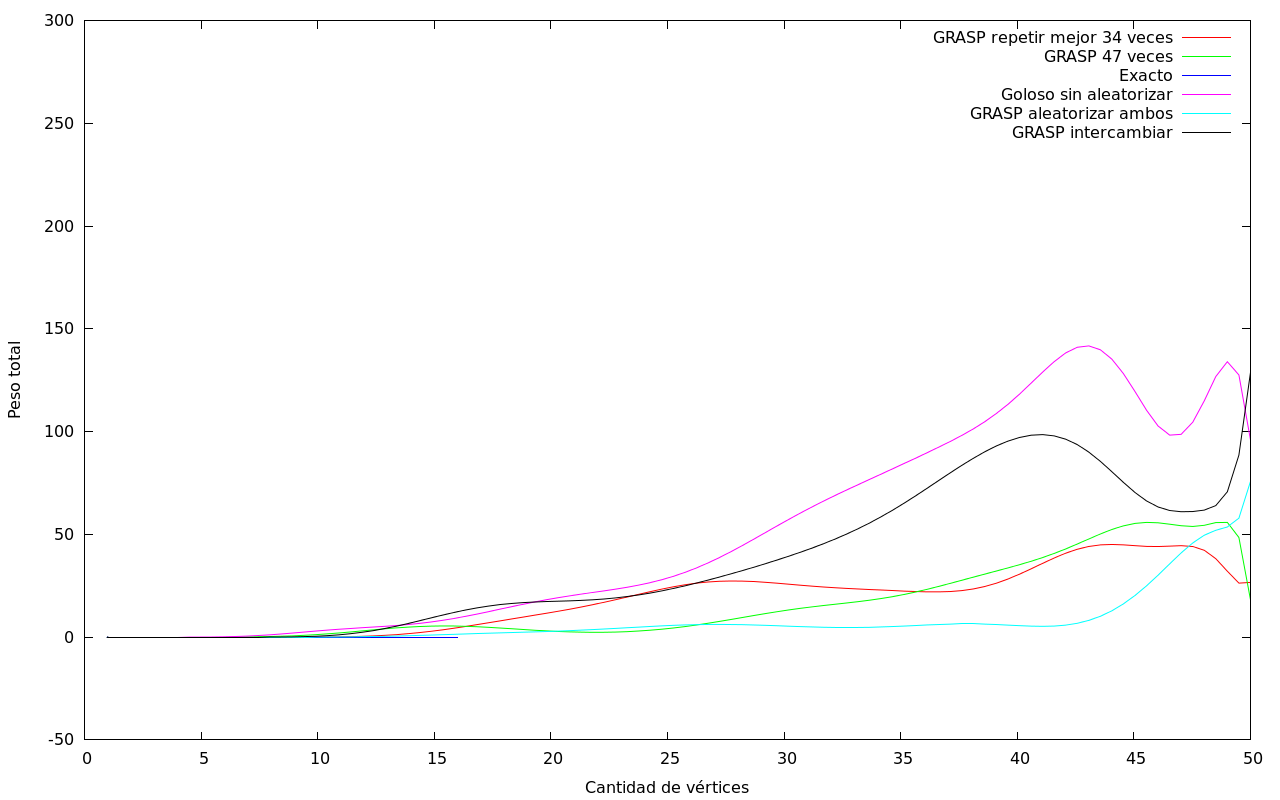 300
250
200
150
100
50
0
-50
0 5 10 15 20 25 30 35 40 45 50
Peso total
Cantidad de vértices
GRASP repetir mejor 34 veces
GRASP 47 veces
Exacto
Goloso sin aleatorizar
GRASP aleatorizar ambos
GRASP intercambiar